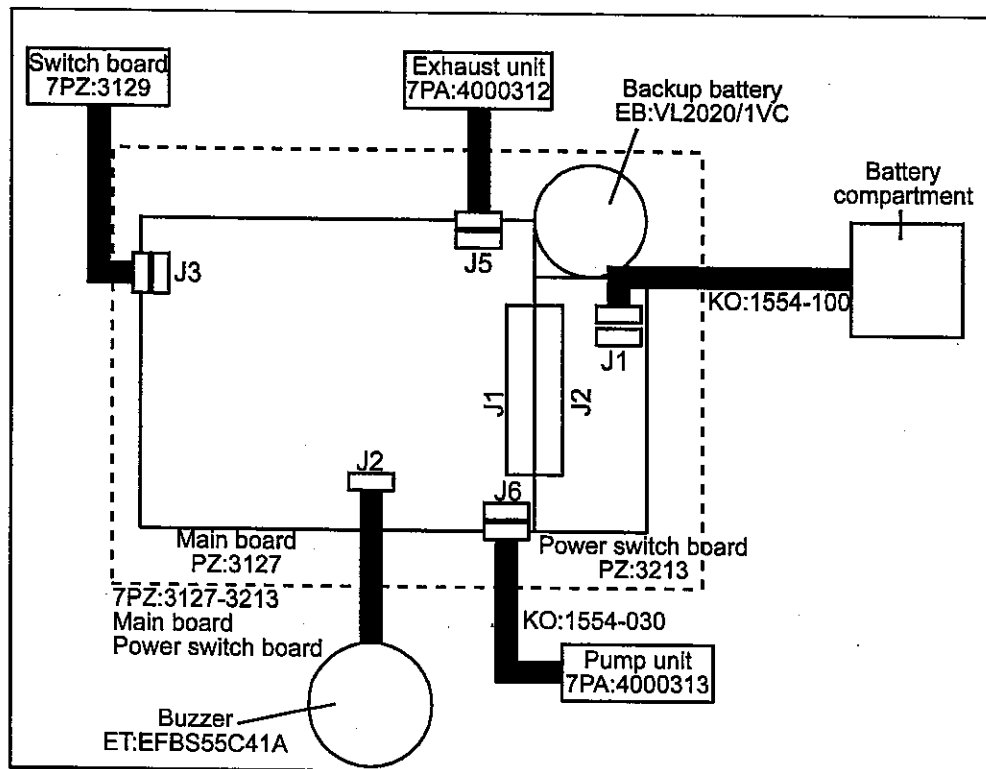 Switch board
7PZ:3129
Exhaust unit
7PA:4000312
Backup battery
EB:VL2020/1VC
Battery
compartment
J3
J5
KO:1554-100
J1
J1
J2
J2
J6
Main board
PZ:3127
Power switch board
PZ:3213
7PZ:3127-3213
Main board
Power switch board
KO:1554-030
Pump unit
7PA:4000313
Buzzer
ET:EFBS55C41A